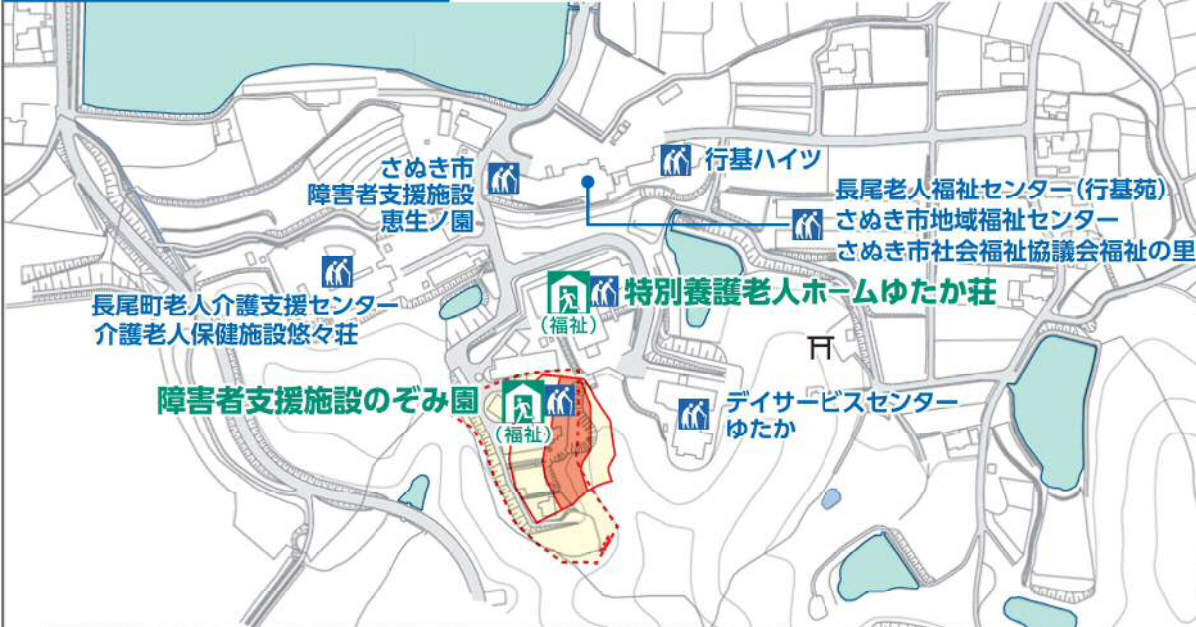 さぬき市
障害者支援施設
恵生ノ園
行基ハイツ
長尾老人福祉センター(行基苑)
さぬき市地域福祉センター
さぬき市社会福祉協議会福祉の里
長尾町老人介護支援センター
介護老人保健施設悠々荘
特別養護老人ホームゆたか荘
(福祉)
障害者支援施設のぞみ園
(福祉)
デイサービスセンター
ゆたか